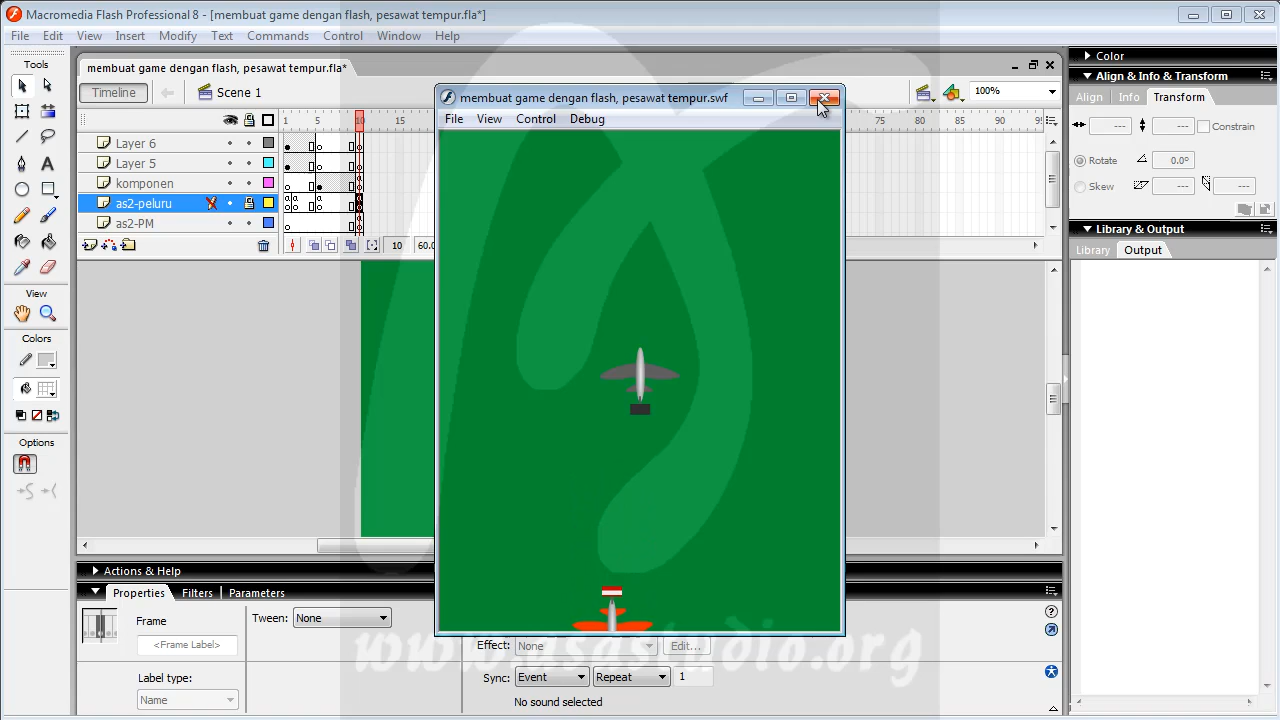 Macromedia Flash Professional 8 - [membuat game dengan flash, pesawat tempur.fla*]
File Edit View Insert Modify Text Commands Control Window Help
Tools
membuat game dengan flash, pesawat tempur.fla*
Timeline
Scene 1
100%
1 5 10 15
75 80 85 90 95
Layer 6
Layer 5
komponen
as2-peluru
as2-PM
10 60.
View
Colors
Options
membuat game dengan flash, pesawat tempur.swf
File View Control Debug
Color
Align & Info & Transform
Align Info Transform
--- --- Constrain
Rotate 0.0°
Skew --- ---
Library & Output
Library Output
Actions & Help
Properties Filters Parameters
Frame Tween: None
<Frame Label>
Effect: None Edit...
Label type: Sync: Event Repeat 1
Name
No sound selected
www.asastudio.org